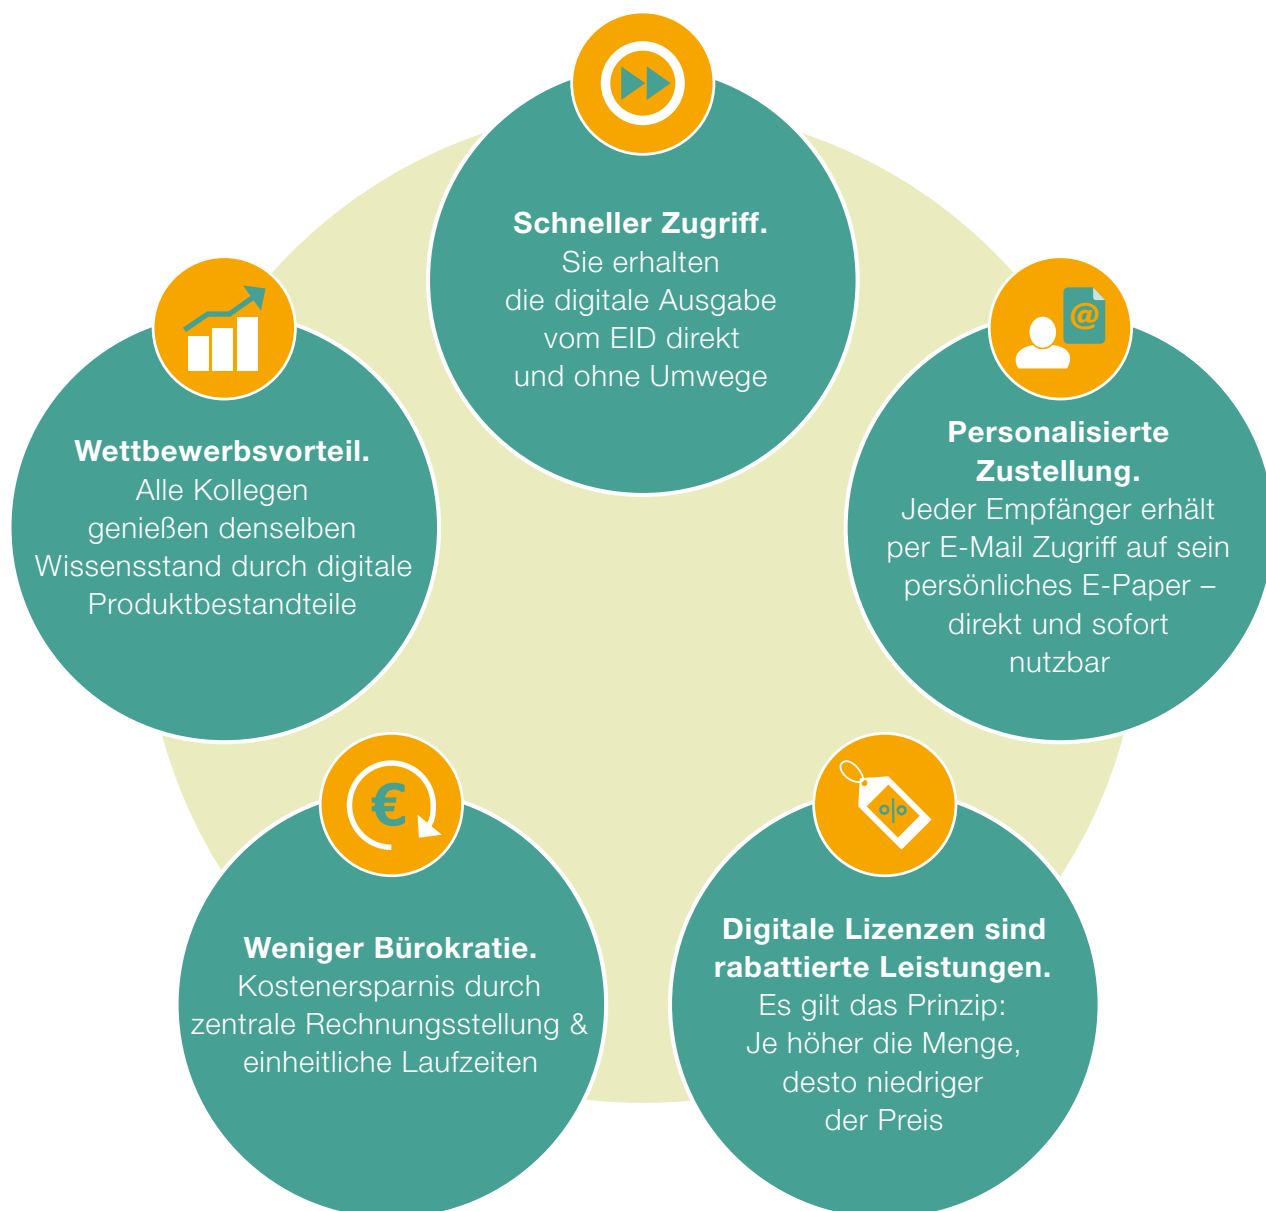 Schneller Zugriff.
Sie erhalten
die digitale Ausgabe
vom EID direkt
und ohne Umwege
Wettbewerbsvorteil.
Alle Kollegen
genießen denselben
Wissensstand durch digitale
Produktbestandteile
@
Personalisierte
Zustellung.
Jeder Empfänger erhält
per E-Mail Zugriff auf sein
persönliches E-Paper –
direkt und sofort
nutzbar
€
Weniger Bürokratie.
Kostenersparnis durch
zentrale Rechnungsstellung &
einheitliche Laufzeiten
%
Digitale Lizenzen sind
rabattierte Leistungen.
Es gilt das Prinzip:
Je höher die Menge,
desto niedriger
der Preis